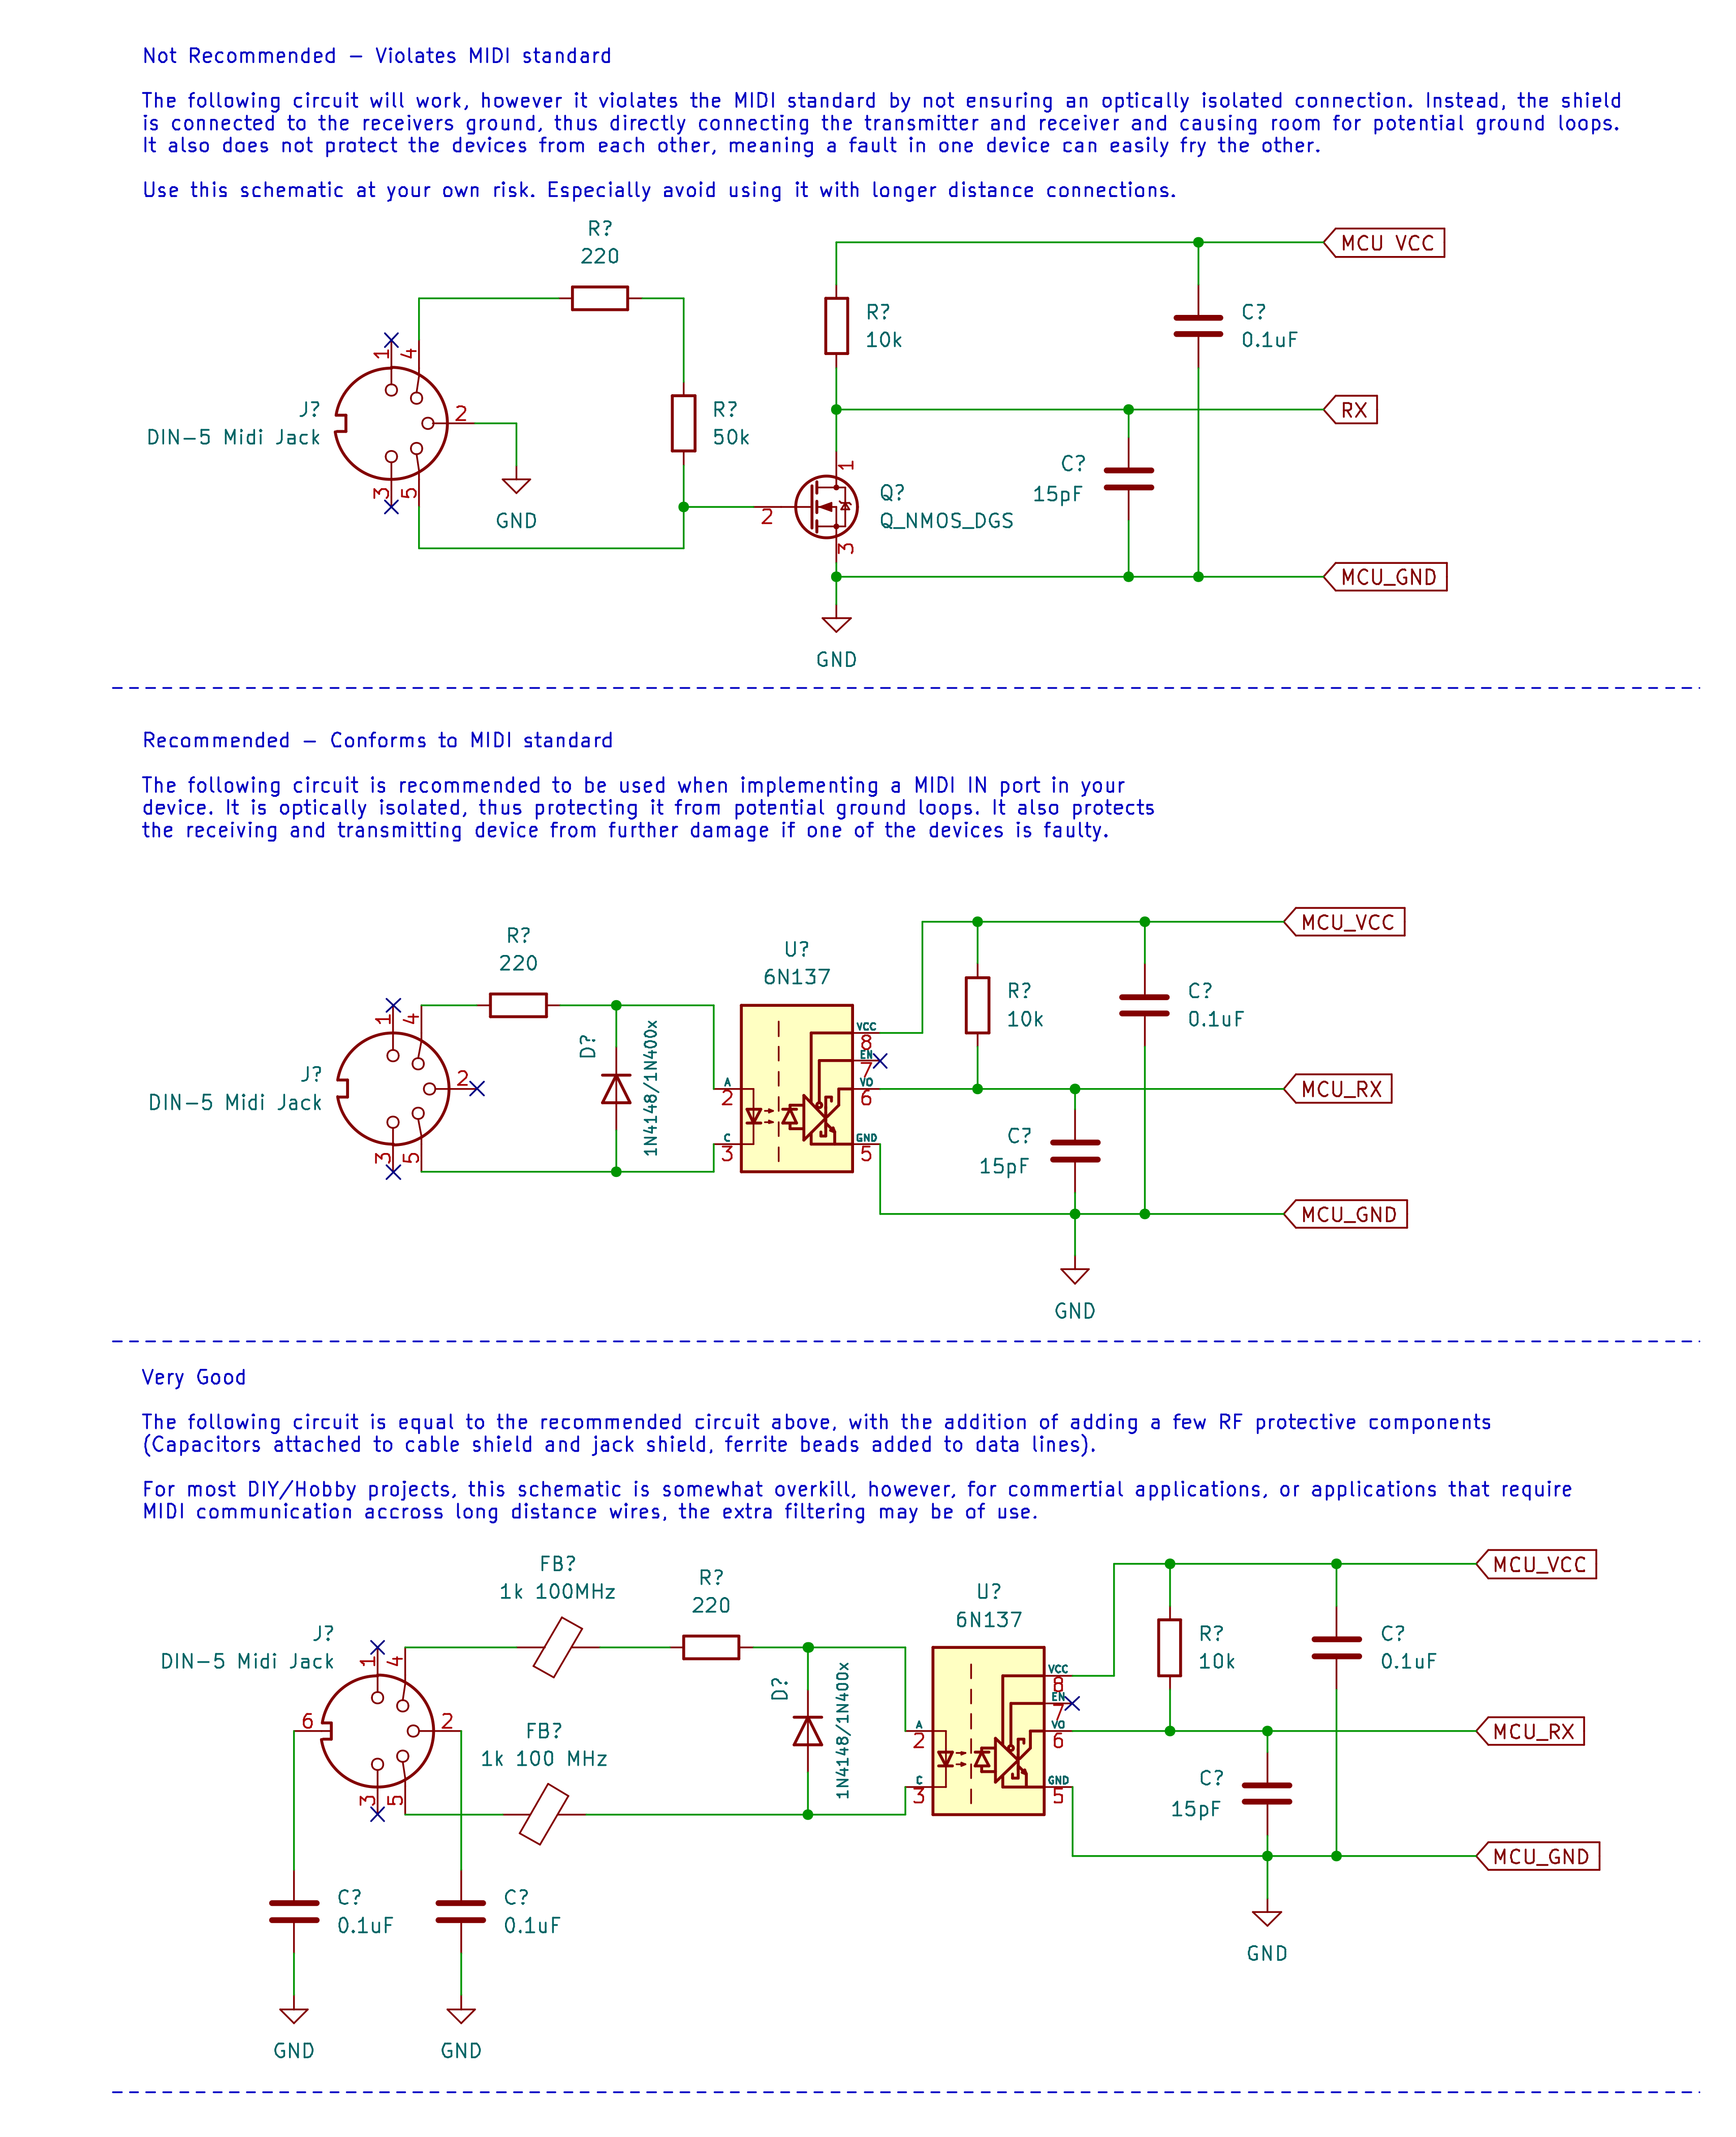 Not Recommended – Violates MIDI standard
The following circuit will work, however it violates the MIDI standard by not ensuring an optically isolated connection. Instead, the shield
is connected to the receivers ground, thus directly connecting the transmitter and receiver and causing room for potential ground loops.
It also does not protect the devices from each other, meaning a fault in one device can easily fry the other.
Use this schematic at your own risk. Especially avoid using it with longer distance connections.
R?
220
MCU VCC
R?
10k
C?
0.1uF
1
4
J?
DIN-5 Midi Jack
2
R?
50k
RX
3
5
GND
1
2
3
Q?
Q_NMOS_DGS
C?
15pF
MCU_GND
GND
Recommended – Conforms to MIDI standard
The following circuit is recommended to be used when implementing a MIDI IN port in your
device. It is optically isolated, thus protecting it from potential ground loops. It also protects
the receiving and transmitting device from further damage if one of the devices is faulty.
MCU_VCC
R?
220
U?
6N137
R?
10k
C?
0.1uF
1
4
J?
DIN-5 Midi Jack
2
3
5
D?
1N4148/1N400x
A
2
C
3
VCC
8
EN
7
VO
6
GND
5
MCU_RX
C?
15pF
MCU_GND
GND
Very Good
The following circuit is equal to the recommended circuit above, with the addition of adding a few RF protective components
(Capacitors attached to cable shield and jack shield, ferrite beads added to data lines).
For most DIY/Hobby projects, this schematic is somewhat overkill, however, for commertial applications, or applications that require
MIDI communication accross long distance wires, the extra filtering may be of use.
FB?
1k 100MHz
R?
220
U?
6N137
MCU_VCC
J?
DIN-5 Midi Jack
1
4
R?
10k
C?
0.1uF
6
2
3
5
FB?
1k 100 MHz
D?
1N4148/1N400x
A
2
C
3
VCC
8
EN
7
VO
6
GND
5
MCU_RX
C?
15pF
MCU_GND
C?
0.1uF
C?
0.1uF
GND
GND
GND